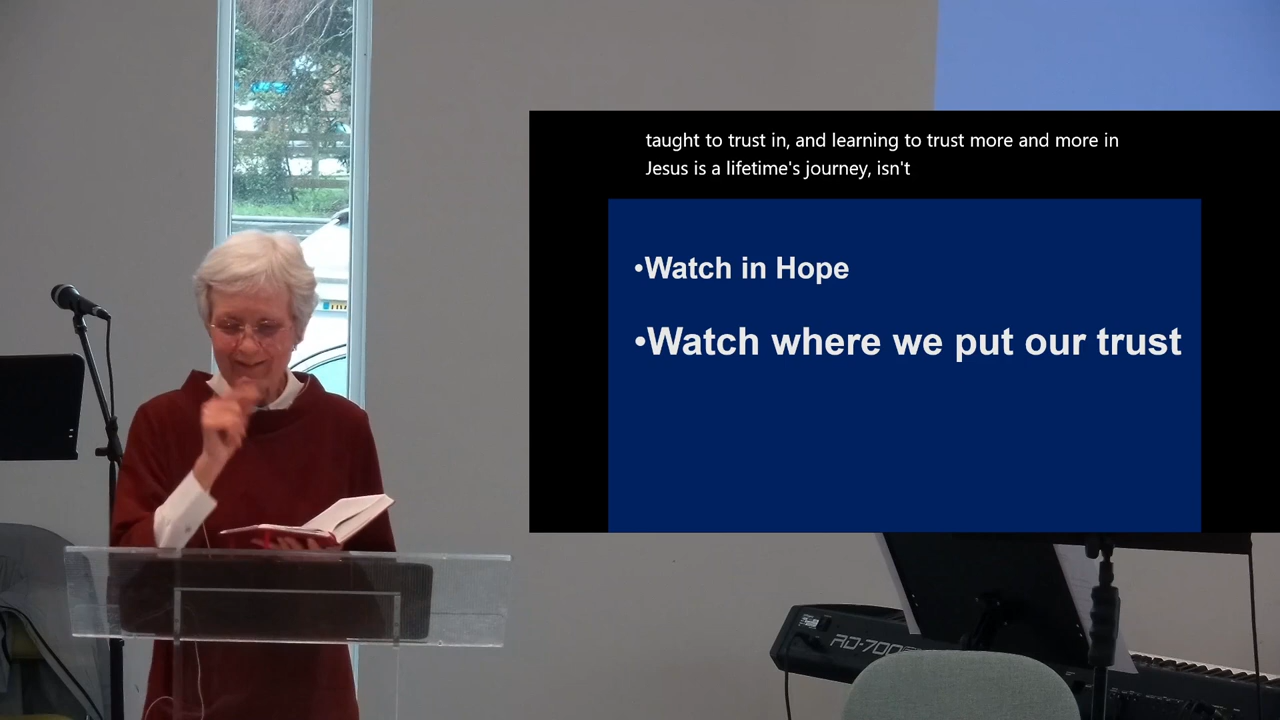 taught to trust in, and learning to trust more and more in
Jesus is a lifetime's journey, isn't
•Watch in Hope
•Watch where we put our trust
RD-700